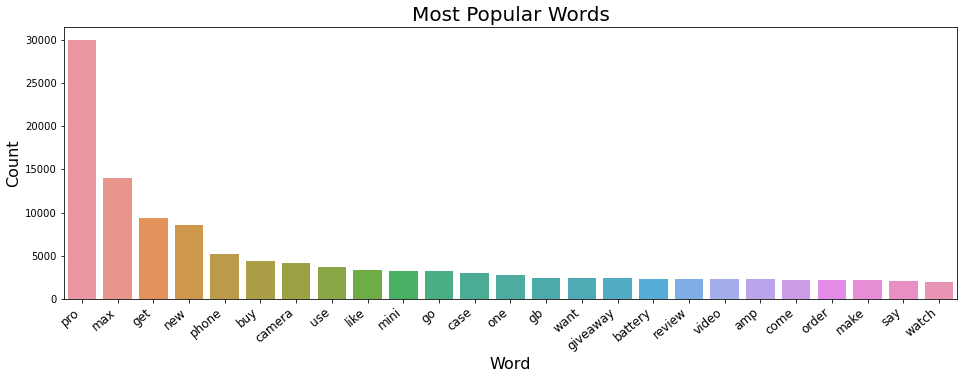 Most Popular Words
30000
25000
20000
15000
10000
5000
0
Count
pro
max
get
new
phone
buy
camera
use
like
mini
go
case
one
gb
want
giveaway
battery
review
video
amp
come
order
make
say
watch
Word